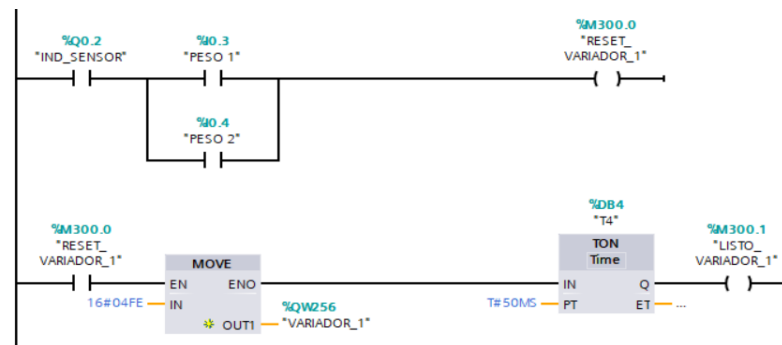 %Q0.2
"IND_SENSOR"
%I0.3
"PESO 1"
%M300.0
"RESET_
VARIADOR_1"
%I0.4
"PESO 2"
%M300.0
"RESET_
VARIADOR_1"
MOVE
EN ENO
16#04FE IN
OUT1
%QW256
"VARIADOR_1"
%DB4
"T4"
TON
Time
IN Q
T#50MS PT ET ...
%M300.1
"LISTO_
VARIADOR_1"